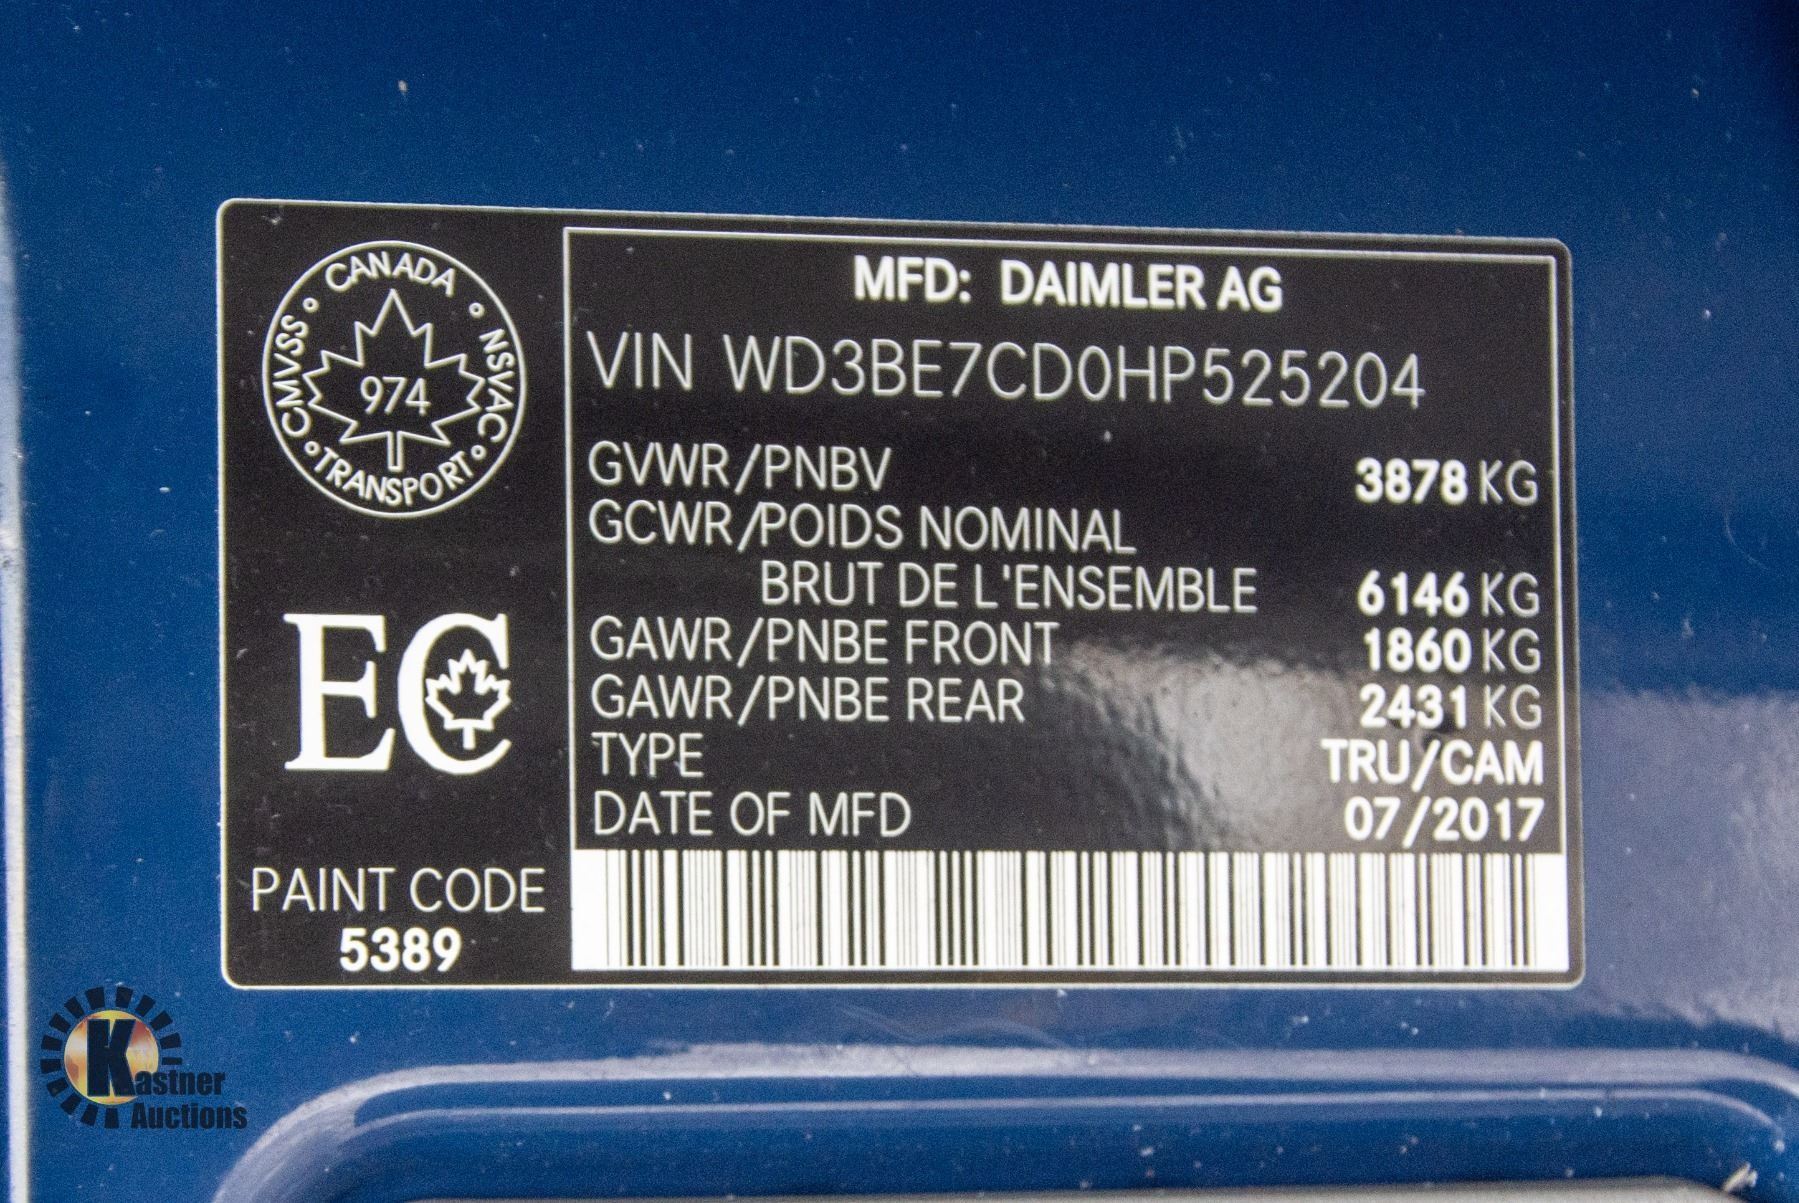 CANADA
CMVSS
NSVAC
974
TRANSPORT
EC
PAINT CODE
5389
MFD: DAIMLER AG
VIN WD3BE7CD0HP525204
GVWR/PNBV 3878 KG
GCWR/POIDS NOMINAL
BRUT DE L'ENSEMBLE 6146 KG
GAWR/PNBE FRONT 1860 KG
GAWR/PNBE REAR 2431 KG
TYPE TRU/CAM
DATE OF MFD 07/2017
Kastner
Auctions